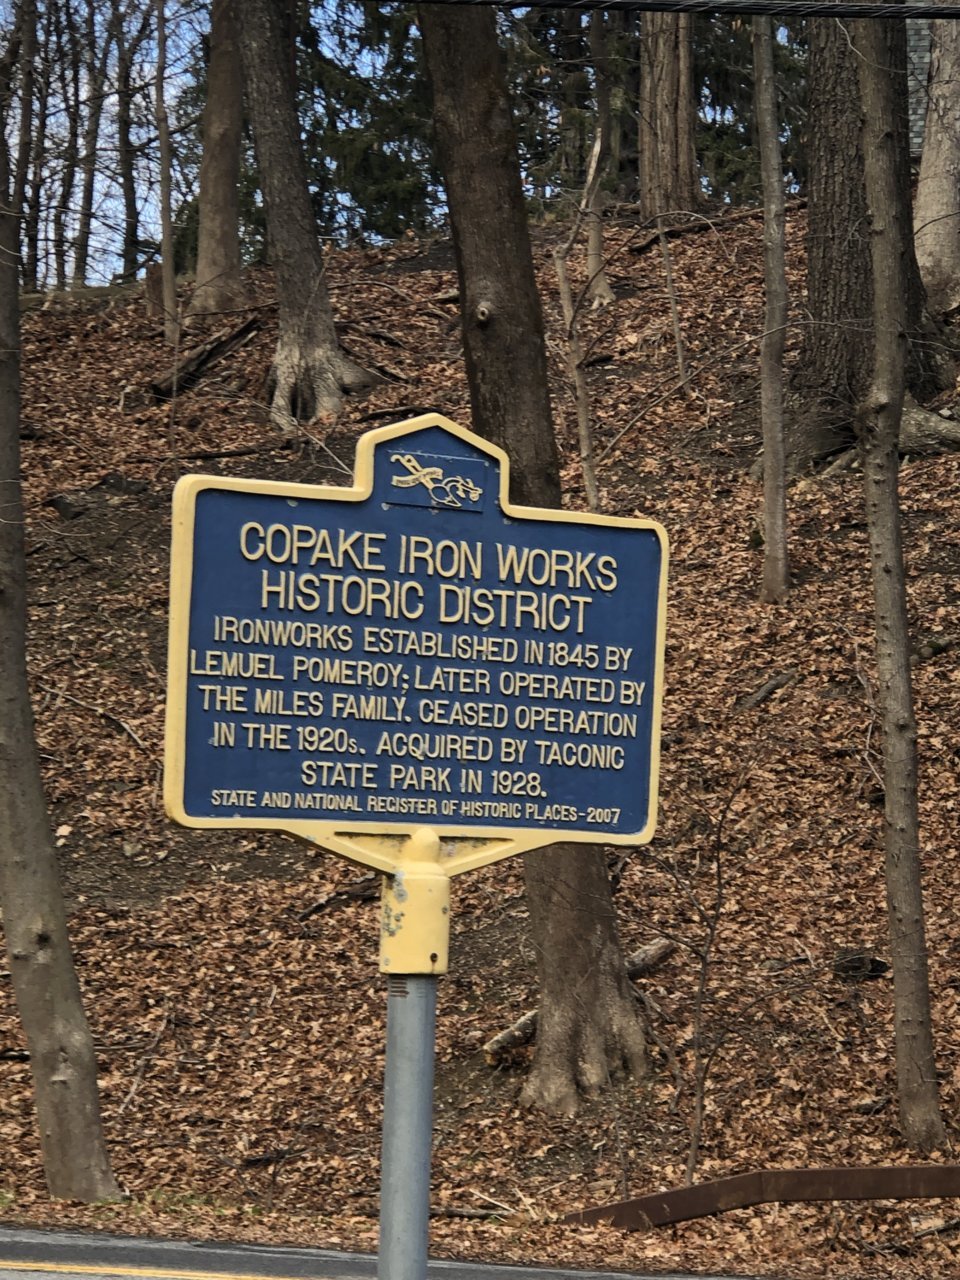 COPAKE IRON WORKS
HISTORIC DISTRICT
IRONWORKS ESTABLISHED IN 1845 BY
LEMUEL POMEROY; LATER OPERATED BY
THE MILES FAMILY. CEASED OPERATION
IN THE 1920s. ACQUIRED BY TACONIC
STATE PARK IN 1928.
STATE AND NATIONAL REGISTER OF HISTORIC PLACES-2007